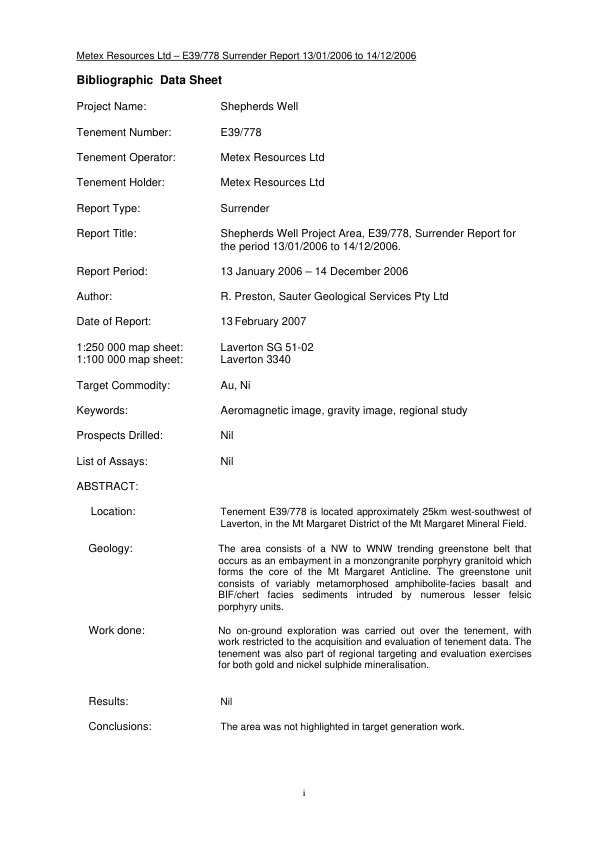 Metex Resources Ltd – E39/778 Surrender Report 13/01/2006 to 14/12/2006
Bibliographic Data Sheet
Project Name: Shepherds Well
Tenement Number: E39/778
Tenement Operator: Metex Resources Ltd
Tenement Holder: Metex Resources Ltd
Report Type: Surrender
Report Title: Shepherds Well Project Area, E39/778, Surrender Report for
the period 13/01/2006 to 14/12/2006.
Report Period: 13 January 2006 – 14 December 2006
Author: R. Preston, Sauter Geological Services Pty Ltd
Date of Report: 13 February 2007
1:250 000 map sheet: Laverton SG 51-02
1:100 000 map sheet: Laverton 3340
Target Commodity: Au, Ni
Keywords: Aeromagnetic image, gravity image, regional study
Prospects Drilled: Nil
List of Assays: Nil
ABSTRACT:
Location: Tenement E39/778 is located approximately 25km west-southwest of
Laverton, in the Mt Margaret District of the Mt Margaret Mineral Field.
Geology: The area consists of a NW to WNW trending greenstone belt that
occurs as an embayment in a monzongranite porphyry granitoid which
forms the core of the Mt Margaret Anticline. The greenstone unit
consists of variably metamorphosed amphibolite-facies basalt and
BIF/chert facies sediments intruded by numerous lesser felsic
porphyry units.
Work done: No on-ground exploration was carried out over the tenement, with
work restricted to the acquisition and evaluation of tenement data. The
tenement was also part of regional targeting and evaluation exercises
for both gold and nickel sulphide mineralisation.
Results: Nil
Conclusions: The area was not highlighted in target generation work.
i